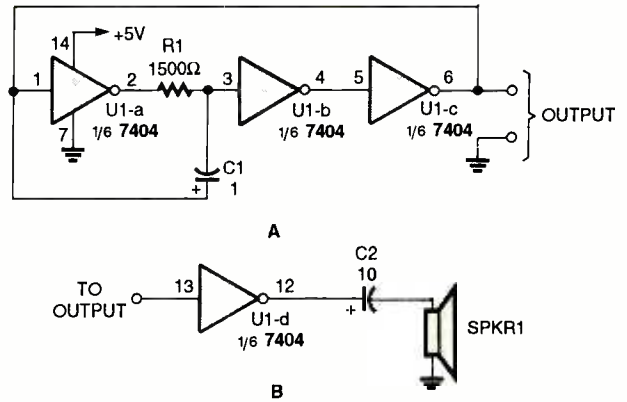 14
+5V
R1
1500Ω
1
2
3
4
5
6
U1-a
1/6 7404
7
U1-b
1/6 7404
U1-c
1/6 7404
OUTPUT
C1
1
+
A
C2
10
TO
OUTPUT
13
12
+
U1-d
1/6 7404
SPKR1
B